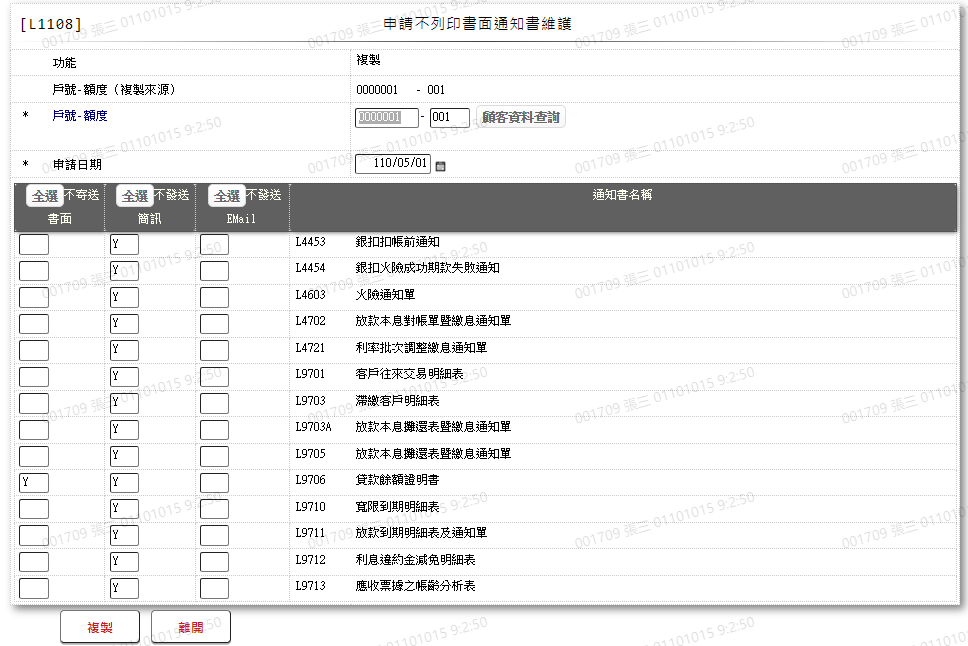 [L1108] 申請不列印書面通知書維護
功能 複製
戶號-額度（複製來源） 0000001 - 001
* 戶號-額度 0000001 - 001 顧客資料查詢
* 申請日期 110/05/01
全選 不寄送書面 全選 不發送簡訊 全選 不發送EMail 通知書名稱
Y L4453 銀扣扣帳前通知
Y L4454 銀扣火險成功期款失敗通知
Y L4603 火險通知單
Y L4702 放款本息對帳單暨繳息通知單
Y L4721 利率批次調整繳息通知單
Y L9701 客戶往來交易明細表
Y L9703 滯繳客戶明細表
Y L9703A 放款本息攤還表暨繳息通知單
Y L9705 放款本息攤還表暨繳息通知單
Y Y L9706 貸款餘額證明書
Y L9710 寬限到期明細表
Y L9711 放款到期明細表及通知單
Y L9712 利息違約金減免明細表
Y L9713 應收票據之帳齡分析表
複製 離開
001709 張三 01101015 9:2:50